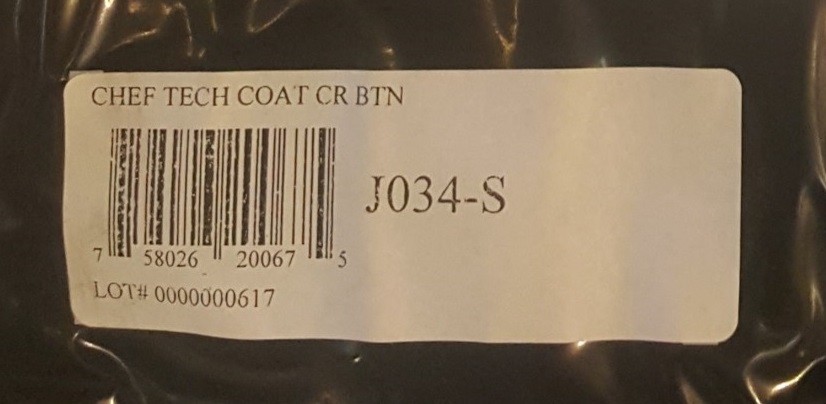 CHEF TECH COAT CR BTN
J034-S
7 58026 20067 5
LOT# 0000000617